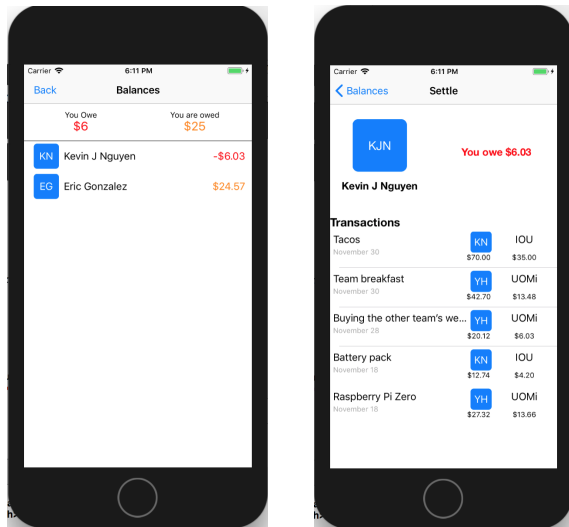 Carrier 6:11 PM
Back Balances
You Owe You are owed
$6 $25
KN Kevin J Nguyen -$6.03
EG Eric Gonzalez $24.57
Carrier 6:11 PM
Balances Settle
KJN
You owe $6.03
Kevin J Nguyen
Transactions
Tacos KN IOU
November 30 $70.00 $35.00
Team breakfast YH UOMi
November 30 $42.70 $13.48
Buying the other team's we... YH UOMi
November 28 $20.12 $6.03
Battery pack KN IOU
November 18 $12.74 $4.20
Raspberry Pi Zero YH UOMi
November 18 $27.32 $13.66